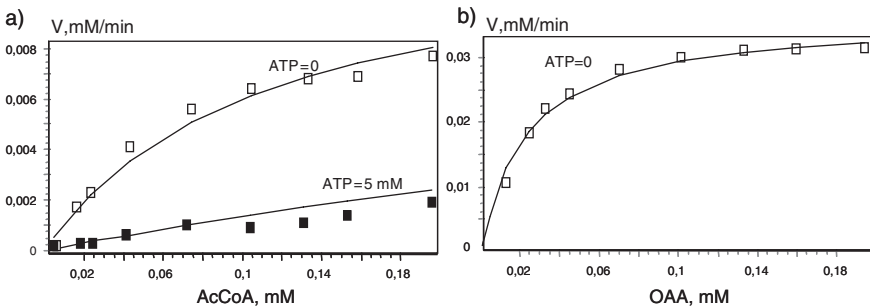 a)
V,mM/min
0,008
0,006
0,004
0,002
0
ATP=0
ATP=5 mM
0,02
0,06
0,1
0,14
0,18
AcCoA, mM
b)
V,mM/min
0,03
0,02
0,01
0
ATP=0
0,02
0,06
0,1
0,14
0,18
OAA, mM